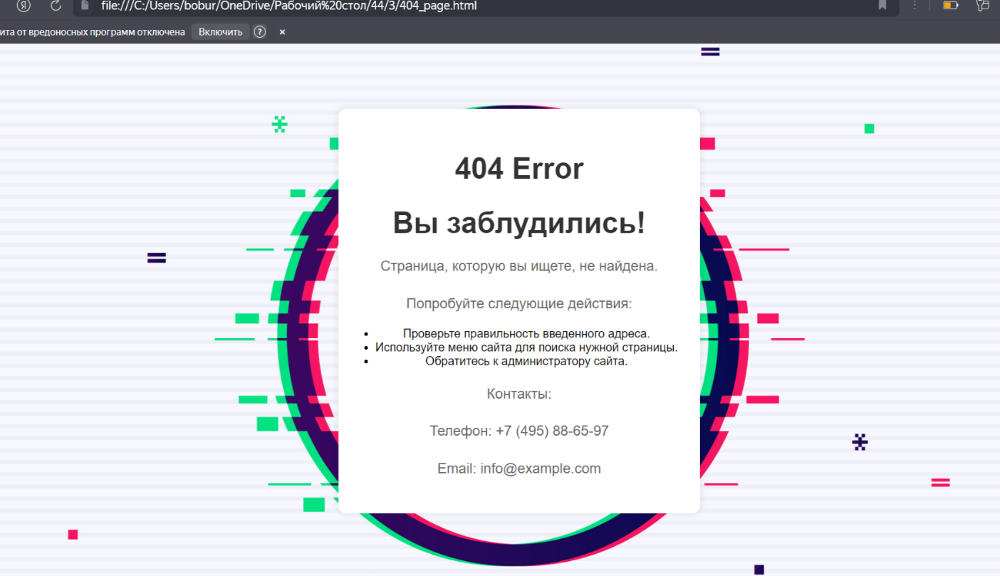 file:///C:/Users/bobur/OneDrive/Рабочий%20стол/44/3/404_page.html
ита от вредоносных программ отключена Включить ? ×
404 Error
Вы заблудились!
Страница, которую вы ищете, не найдена.
Попробуйте следующие действия:
• Проверьте правильность введенного адреса.
• Используйте меню сайта для поиска нужной страницы.
• Обратитесь к администратору сайта.
Контакты:
Телефон: +7 (495) 88-65-97
Email: info@example.com